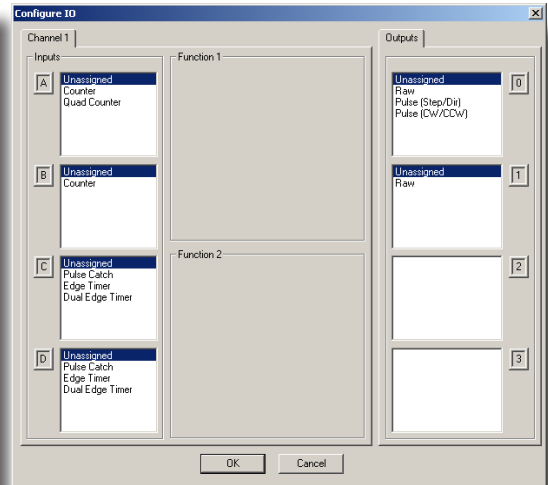 Configure IO
Channel 1
Inputs
A
Unassigned
Counter
Quad Counter
B
Unassigned
Counter
C
Unassigned
Pulse Catch
Edge Timer
Dual Edge Timer
D
Unassigned
Pulse Catch
Edge Timer
Dual Edge Timer
Function 1
Function 2
Outputs
Unassigned
Raw
Pulse (Step/Dir)
Pulse (CW/CCW)
0
Unassigned
Raw
1
2
3
OK
Cancel